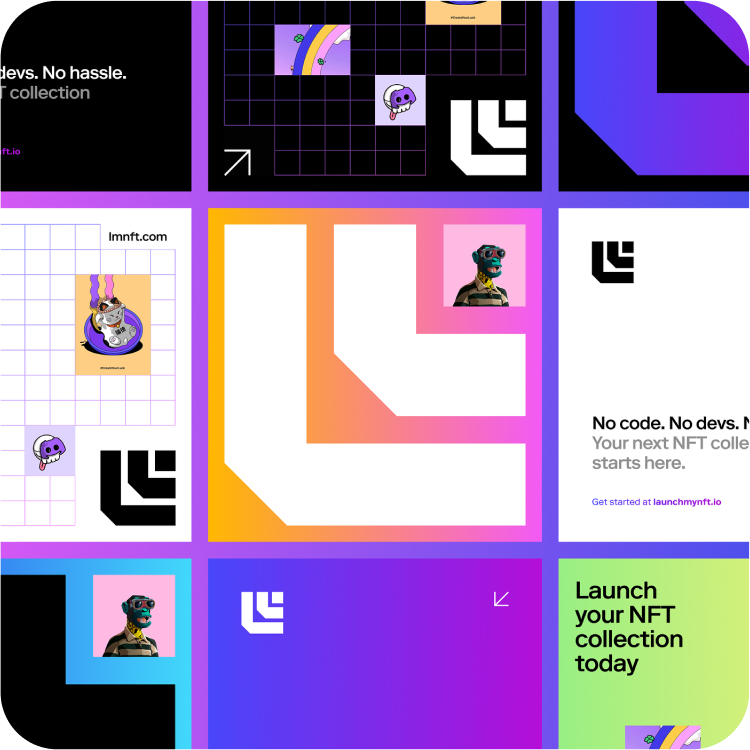 devs. No hassle.
T collection
ft.io
lmnft.com
No code. No devs. N
Your next NFT colle
starts here.
Get started at launchmynft.io
Launch
your NFT
collection
today